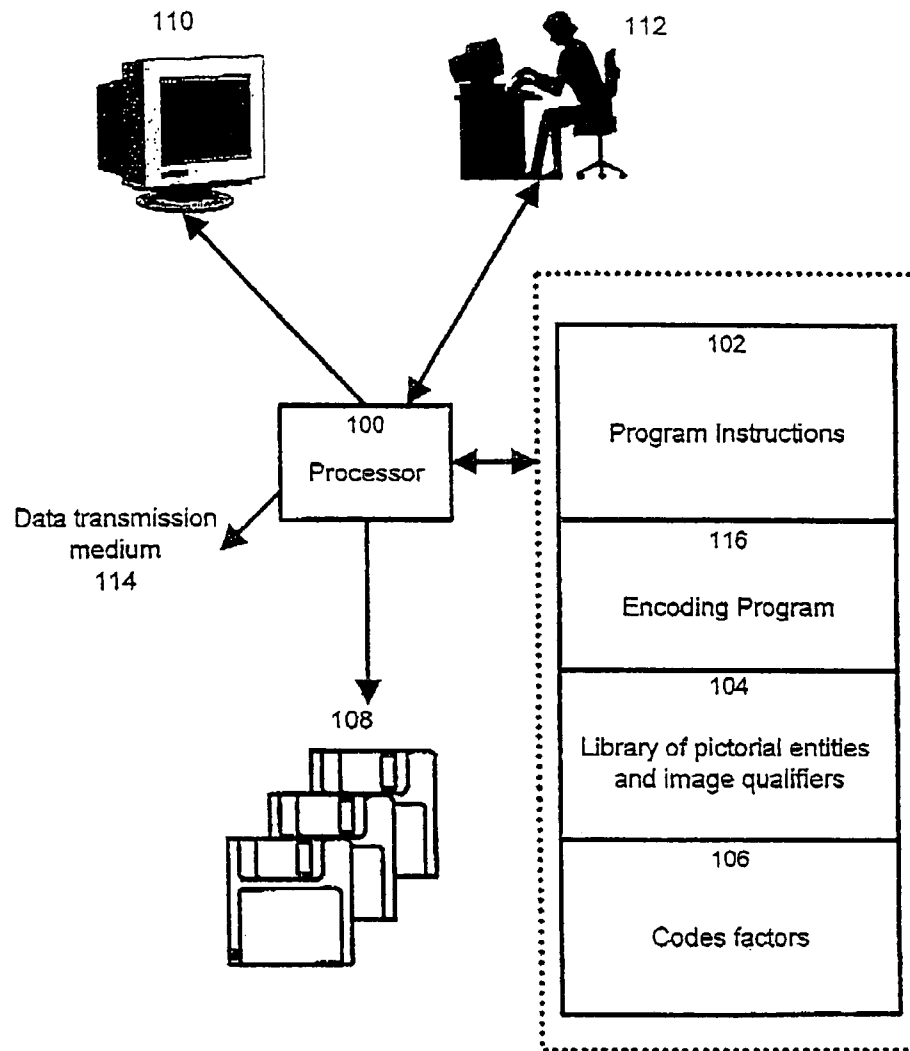 110
112
102
Program Instructions
100
Processor
116
Encoding Program
Data transmission
medium
114
104
Library of pictorial entities
and image qualifiers
108
106
Codes factors